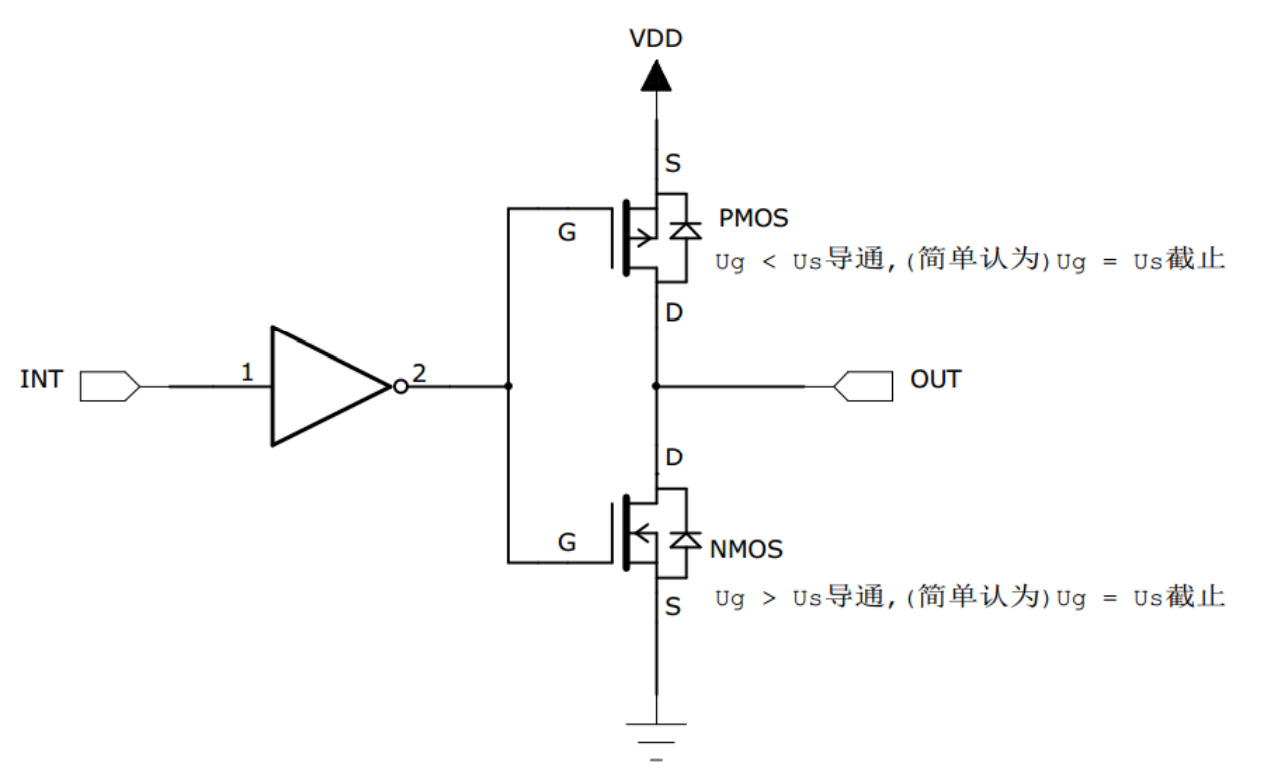 VDD
S
PMOS
G
Ug < Us导通,(简单认为)Ug = Us截止
D
INT
1
2
OUT
D
G
NMOS
S
Ug > Us导通,(简单认为)Ug = Us截止